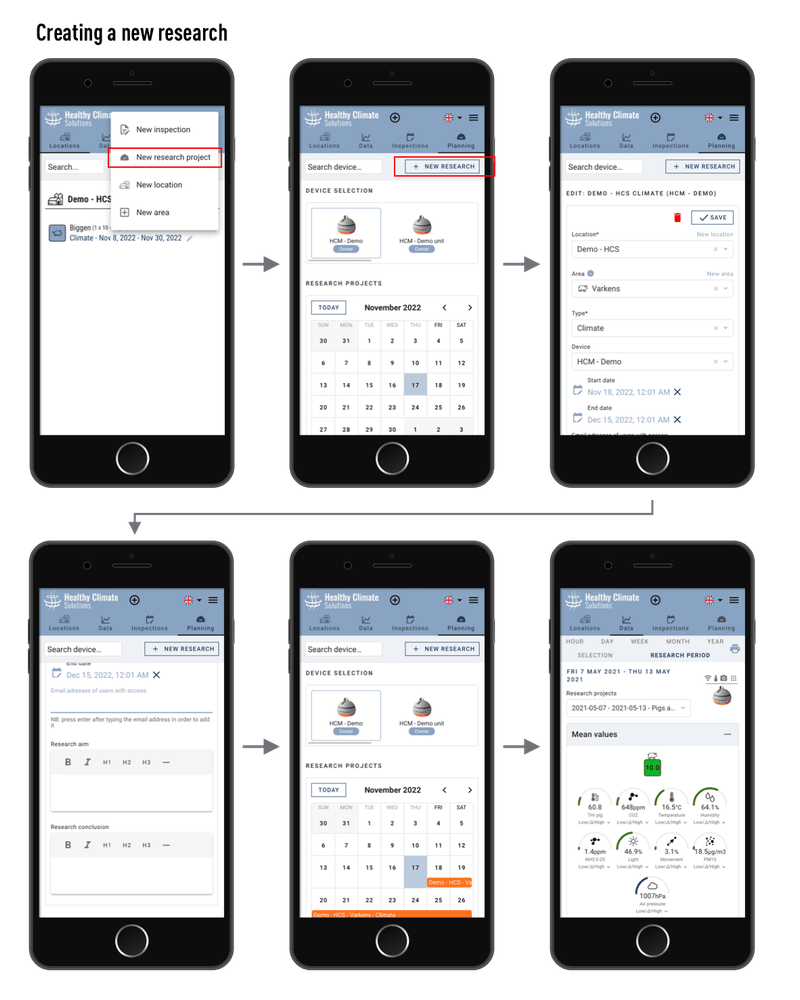 Creating a new research
Healthy Clima
Solutions
Locations
Da
New inspection
New research project
New location
New area
Search...
Demo - HCS
Biggen (1 x 10
Climate - Nov 8, 2022 - Nov 30, 2022
Healthy Climate
Solutions
Locations Data Inspections Planning
Search device...
+ NEW RESEARCH
DEVICE SELECTION
HCM - Demo
Owner
HCM - Demo unit
Owner
RESEARCH PROJECTS
TODAY November 2022 < >
SUN MON TUE WED THU FRI SAT
30 31 1 2 3 4 5
6 7 8 9 10 11 12
13 14 15 16 17 18 19
20 21 22 23 24 25 26
27 28 29 30 1 2 3
Healthy Climate
Solutions
Locations Data Inspections Planning
Search device...
+ NEW RESEARCH
EDIT: DEMO - HCS CLIMATE (HCM - DEMO)
SAVE
Location* New location
Demo - HCS
Area New area
Varkens
Type*
Climate
Device
HCM - Demo
Start date
Nov 18, 2022, 12:01 AM
End date
Dec 15, 2022, 12:01 AM
Email adresses of users with access:
Healthy Climate
Solutions
Locations Data Inspections Planning
Search device...
+ NEW RESEARCH
End date
Dec 15, 2022, 12:01 AM
Email adresses of users with access:
NB. press enter after typing the email address in order to add
it
Research aim
B I H1 H2 H3 —
Research conclusion
B I H1 H2 H3 —
Healthy Climate
Solutions
Locations Data Inspections Planning
Search device...
+ NEW RESEARCH
DEVICE SELECTION
HCM - Demo
Owner
HCM - Demo unit
Owner
RESEARCH PROJECTS
TODAY November 2022 < >
SUN MON TUE WED THU FRI SAT
30 31 1 2 3 4 5
6 7 8 9 10 11 12
13 14 15 16 17 18 19
Demo - HCS - Va
20 21 22 23 24 25 26
Demo - HCS - Varkens - Climate
Healthy Climate
Solutions
Locations Data Inspections Planning
HOUR DAY WEEK MONTH YEAR
SELECTION RESEARCH PERIOD
FRI 7 MAY 2021 - THU 13 MAY
2021
Research projects
2021-05-07 - 2021-05-13 - Pigs a...
Mean values
10.0
60.8 648ppm 16.5°C 64.1%
THI pig CO2 Temperature Humidity
Low/Δ/High Low/Δ/High Low/Δ/High Low/Δ/High
1.4ppm 46.9% 3.1% 18.5µg/m3
NH3 0-25 Light Movement PM10
Low/Δ/High Low/Δ/High Low/Δ/High Low/Δ/High
1007hPa
Air pressure
Low/Δ/High